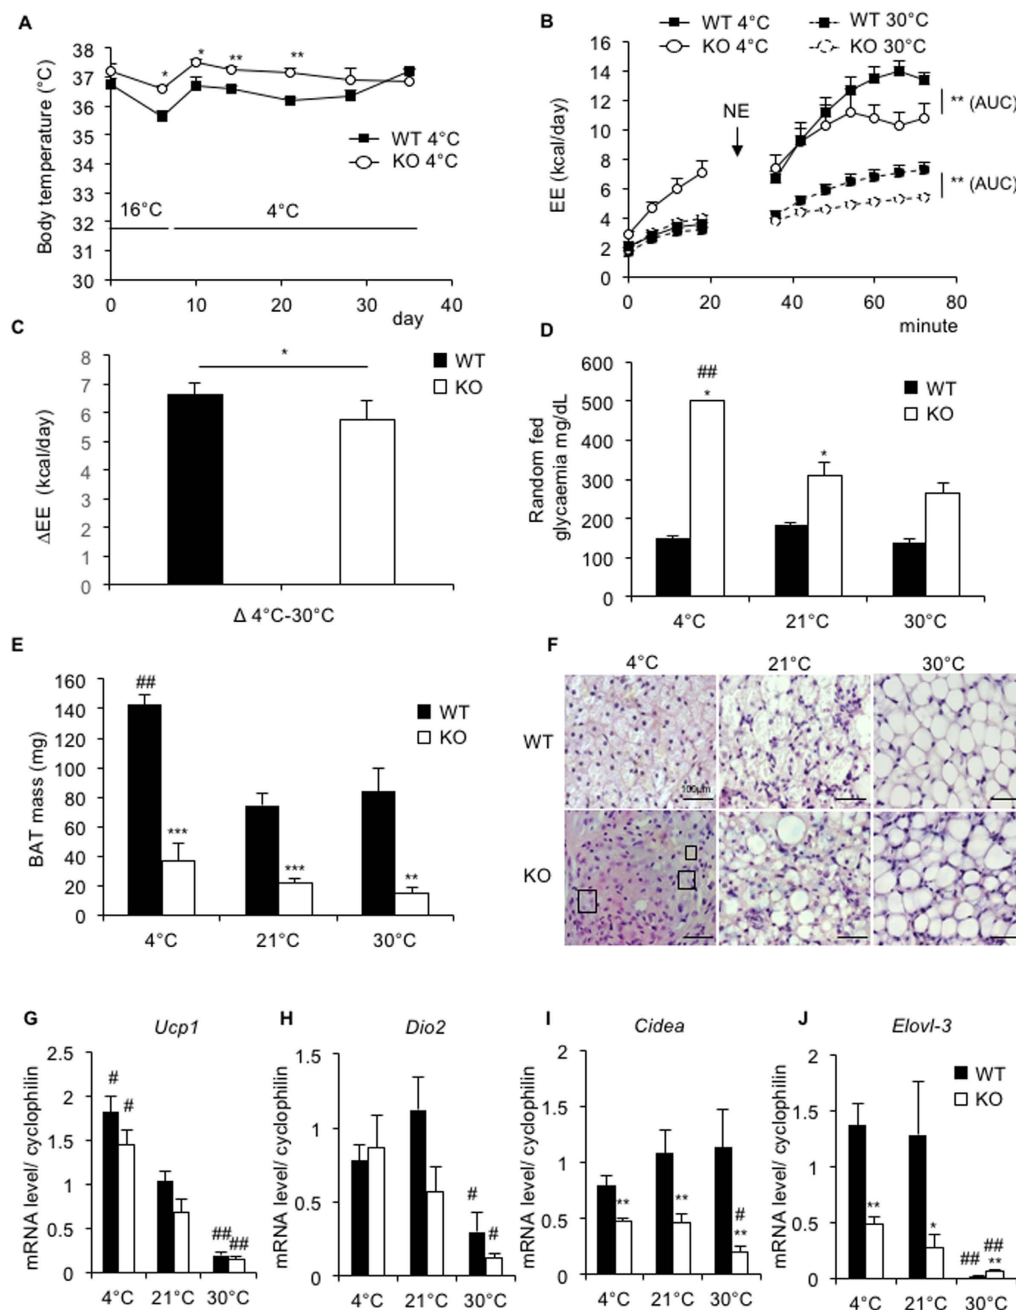 A
38
37
36
35
34
33
32
31
30
Body temperature (°C)
* * ** **
WT 4°C
KO 4°C
16°C 4°C
0 10 20 30 40
day
B
WT 4°C WT 30°C
KO 4°C KO 30°C
16
14
12
10
8
6
4
2
0
EE (kcal/day)
NE
** (AUC)
** (AUC)
0 20 40 60 80
minute
C
8
7
6
5
4
3
2
1
0
ΔEE (kcal/day)
*
WT
KO
Δ 4°C-30°C
D
600
500
400
300
200
100
0
Random fed
glycaemia mg/dL
##
*
*
WT
KO
4°C 21°C 30°C
E
160
140
120
100
80
60
40
20
0
BAT mass (mg)
##
*** *** **
WT
KO
4°C 21°C 30°C
F
4°C 21°C 30°C
WT
100µm
KO
G
Ucp1
2.5
2
1.5
1
0.5
0
mRNA level/ cyclophilin
# #
## ##
4°C 21°C 30°C
H
Dio2
1.5
1
0.5
0
mRNA level/ cyclophilin
# #
4°C 21°C 30°C
I
Cidea
2
1.5
1
0.5
0
mRNA level/ cyclophilin
** **
#
**
4°C 21°C 30°C
J
Elovl-3
2
1.5
1
0.5
0
mRNA level/ cyclophilin
WT
KO
** *
## ##
**
4°C 21°C 30°C